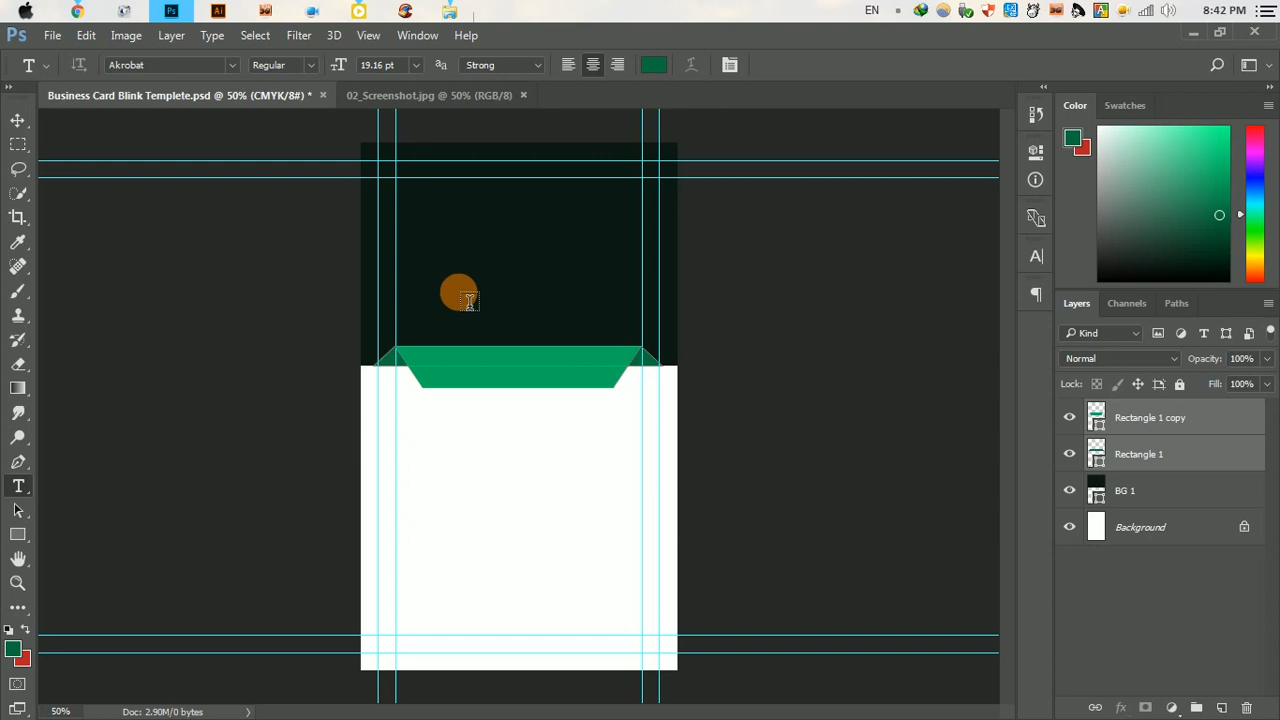 EN
8:42 PM
Ps
File Edit Image Layer Type Select Filter 3D View Window Help
T Akrobat Regular 19.16 pt Strong
Business Card Blink Templete.psd @ 50% (CMYK/8#) *
02_Screenshot.jpg @ 50% (RGB/8)
Color Swatches
Layers Channels Paths
Kind
Normal Opacity: 100%
Lock: Fill: 100%
Rectangle 1 copy
Rectangle 1
BG 1
Background
50% Doc: 2.90M/0 bytes